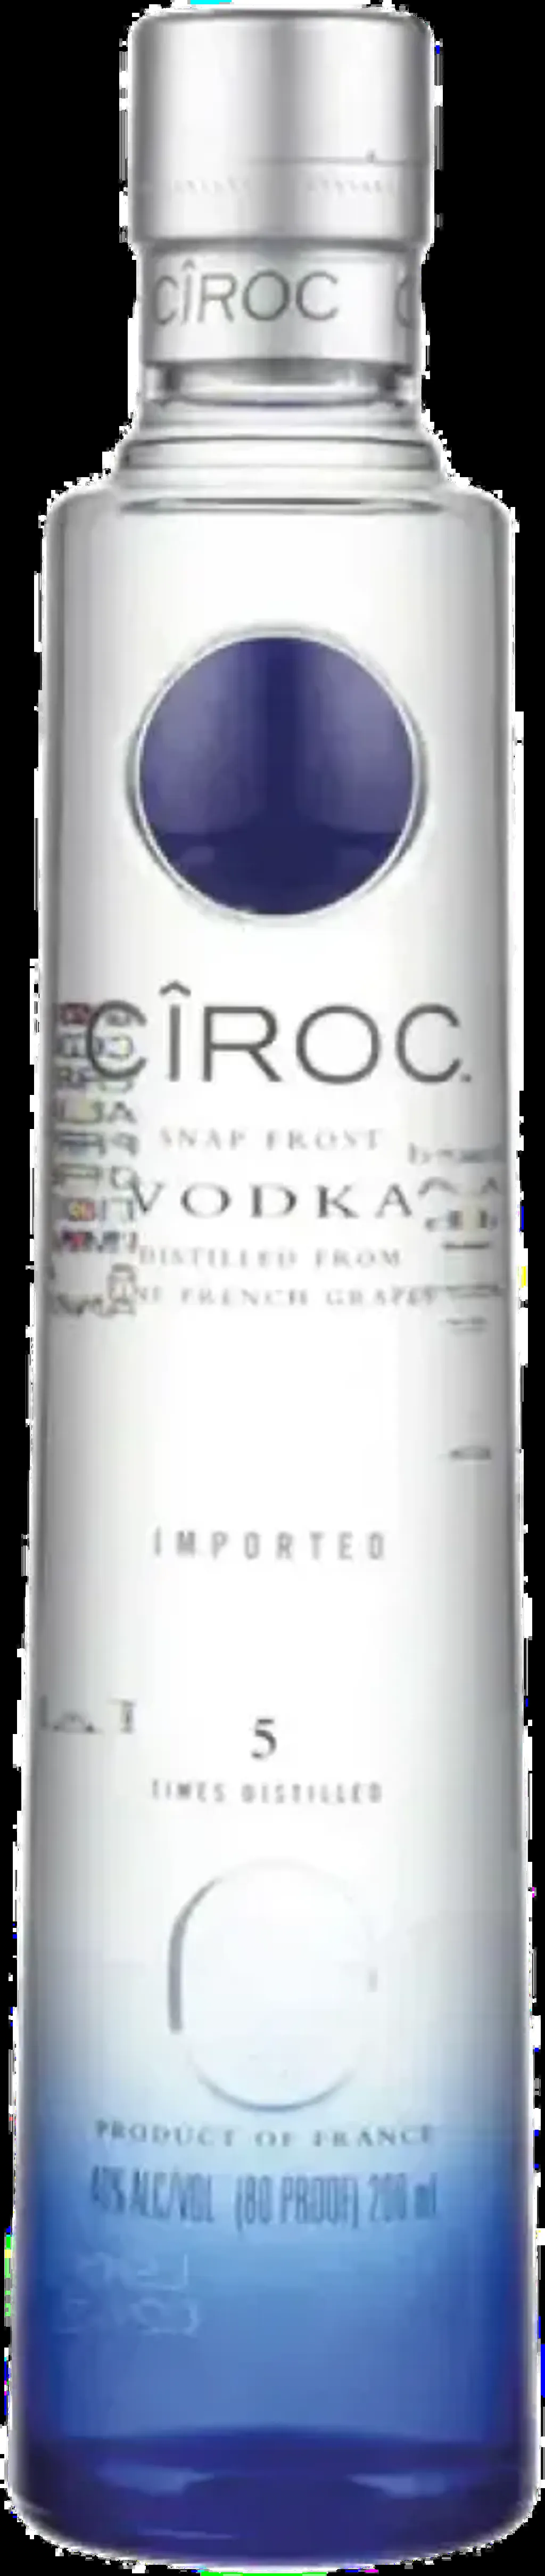 CÎROC
CÎROC
SNAP FROST
VODKA
DISTILLED FROM
FRENCH GRAPES
IMPORTED
5
TIMES DISTILLED
PRODUCT OF FRANCE
40% ALC/VOL (80 PROOF) 200 ml